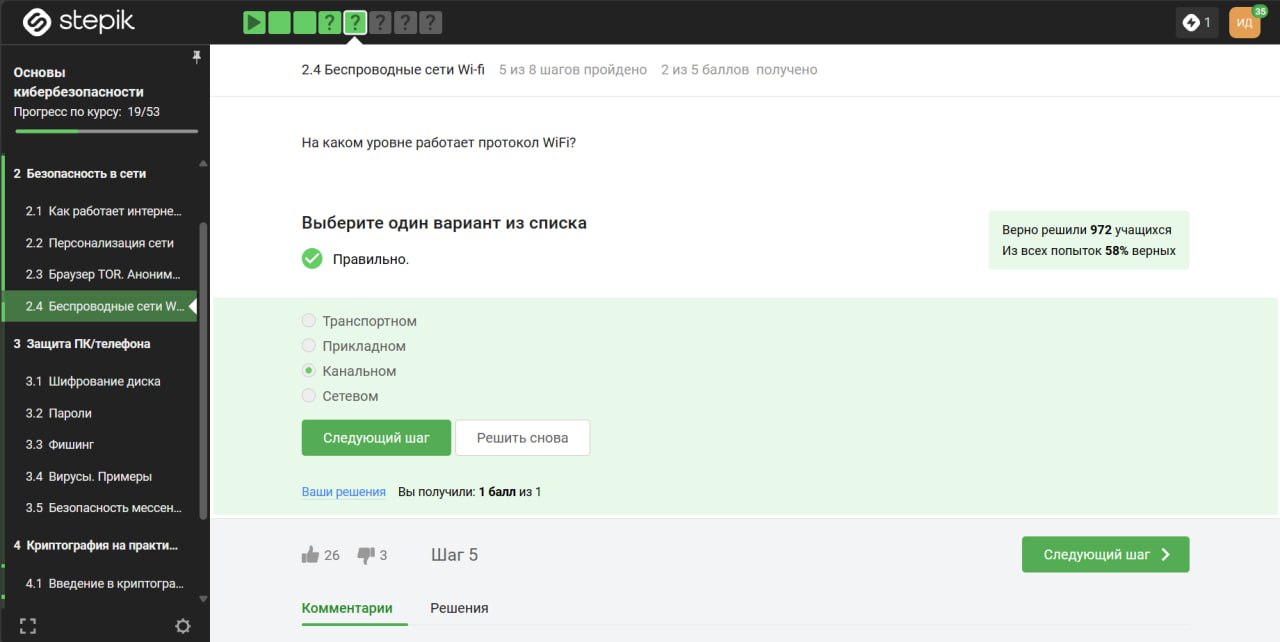 stepik
? ? ? ? ?
1
ИД
35
Основы
кибербезопасности
Прогресс по курсу: 19/53
2 Безопасность в сети
2.1 Как работает интерне...
2.2 Персонализация сети
2.3 Браузер TOR. Аноним...
2.4 Беспроводные сети W...
3 Защита ПК/телефона
3.1 Шифрование диска
3.2 Пароли
3.3 Фишинг
3.4 Вирусы. Примеры
3.5 Безопасность мессен...
4 Криптография на практи...
4.1 Введение в криптогра...
2.4 Беспроводные сети Wi-fi 5 из 8 шагов пройдено 2 из 5 баллов получено
На каком уровне работает протокол WiFi?
Выберите один вариант из списка
Правильно.
Верно решили 972 учащихся
Из всех попыток 58% верных
Транспортном
Прикладном
Канальном
Сетевом
Следующий шаг Решить снова
Ваши решения Вы получили: 1 балл из 1
26 3 Шаг 5 Следующий шаг
Комментарии Решения